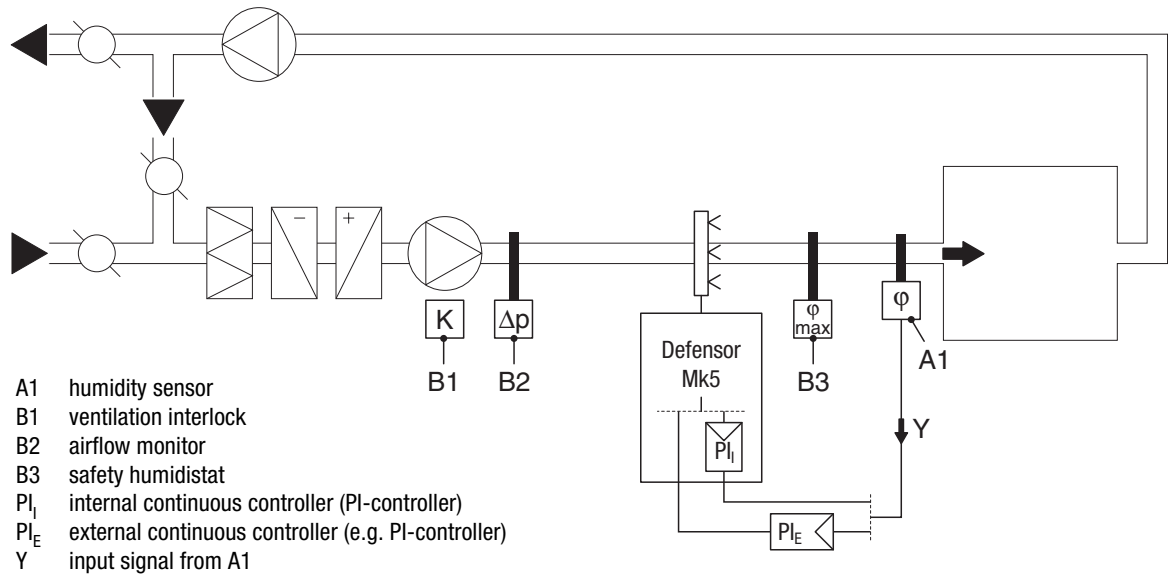 −
+
K
Δp
φ
max
φ
Defensor
Mk5
A1
B1
B2
B3
Y
PII
PIE
A1 humidity sensor
B1 ventilation interlock
B2 airflow monitor
B3 safety humidistat
PII internal continuous controller (PI-controller)
PIE external continuous controller (e.g. PI-controller)
Y input signal from A1